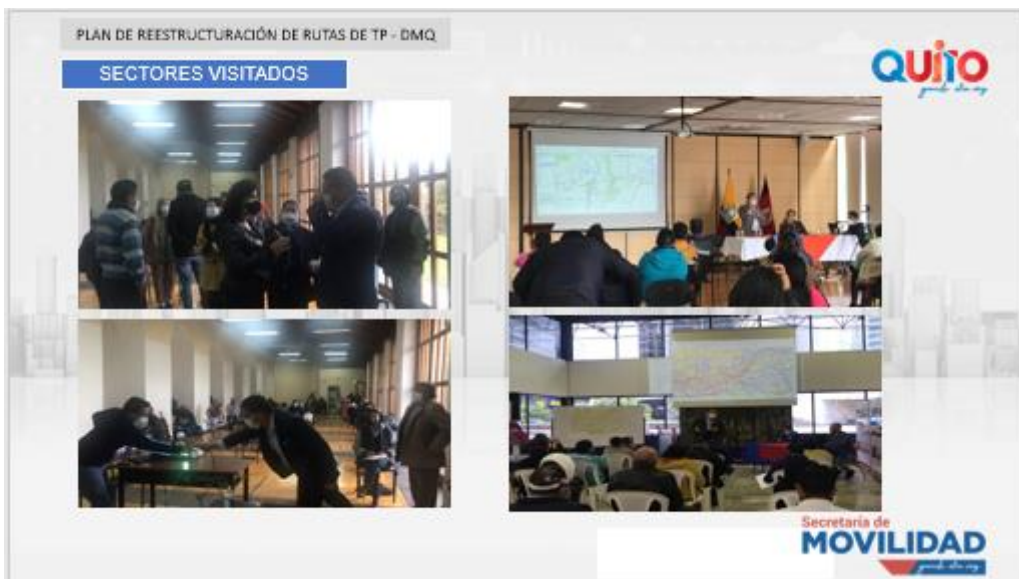 PLAN DE REESTRUCTURACIÓN DE RUTAS DE TP - DMQ
SECTORES VISITADOS
QUITO
Secretaría de
MOVILIDAD